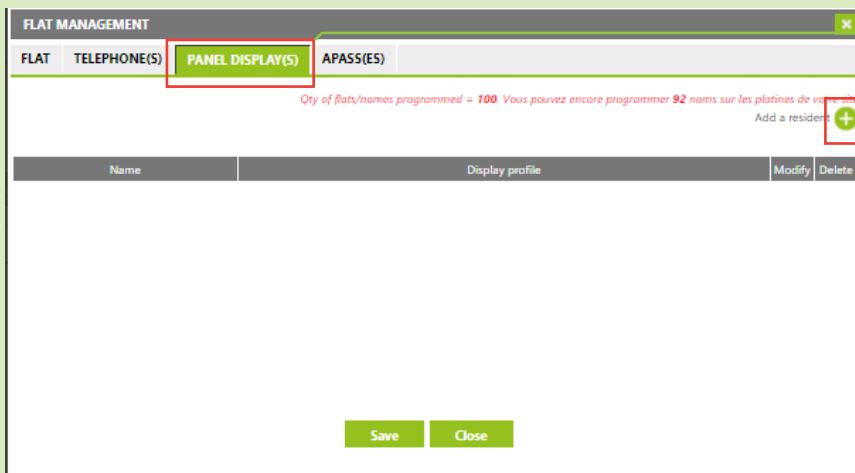 FLAT MANAGEMENT
FLAT TELEPHONE(S) PANEL DISPLAY(S) APASS(ES)
Qty of flats/names programmed = 100. Vous pouvez encore programmer 92 noms sur les platines de votre site
Add a resident
Name Display profile Modify Delete
Save Close